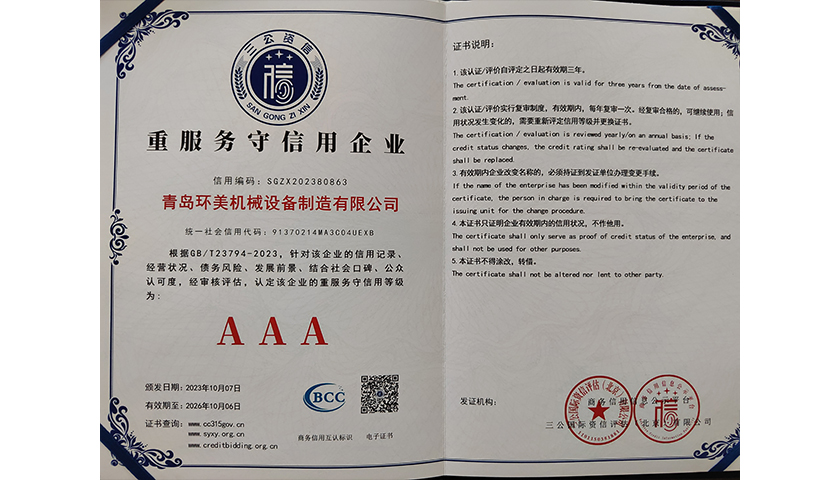 三公资信
SAN GONG ZI XIN
重服务守信用企业
信用编码：SGZX202380863
青岛环美机械设备制造有限公司
统一社会信用代码：91370214MA3C04UEXB
根据GB/T23794-2023，针对该企业的信用记录、
经营状况、债务风险、发展前景、结合社会口碑、公众
认可度，经审核评估，认定该企业的重服务守信用等级
为：
AAA
颁发日期：2023年10月07日
有效期至：2026年10月06日
证书查询：www.cc315gov.cn
www.syxy.org.cn
www.creditbidding.org.cn
BCC
商务信用互认标识
电子证书
证书说明：
1.该认证/评价自评定之日起有效期三年。
The certification / evaluation is valid for three years from the date of assess-
ment.
2.该认证/评价实行复审制度，有效期内，每年复审一次。经复审合格的，可继续使用；信
用状况发生变化的，需要重新评定信用等级并更换证书。
The certification / evaluation is reviewed yearly/on an annual basis; If the
credit status changes, the credit rating shall be re-evaluated and the certificate
shall be replaced.
3.有效期内企业改变名称的，必须持证到发证单位办理变更手续。
If the name of the enterprise has been modified within the validity period of the
certificate, the person in charge is required to bring the certificate to the
issuing unit for the change procedure.
4.本证书只证明企业有效期内的信用状况，不作他用。
The certificate shall only serve as proof of credit status of the enterprise, and
shall not be used for other purposes.
5.本证书不得涂改，转借。
The certificate shall not be altered nor lent to other party.
发证机构：
商务信用信息公示平台
三公国际资信评估（北京）有限公司